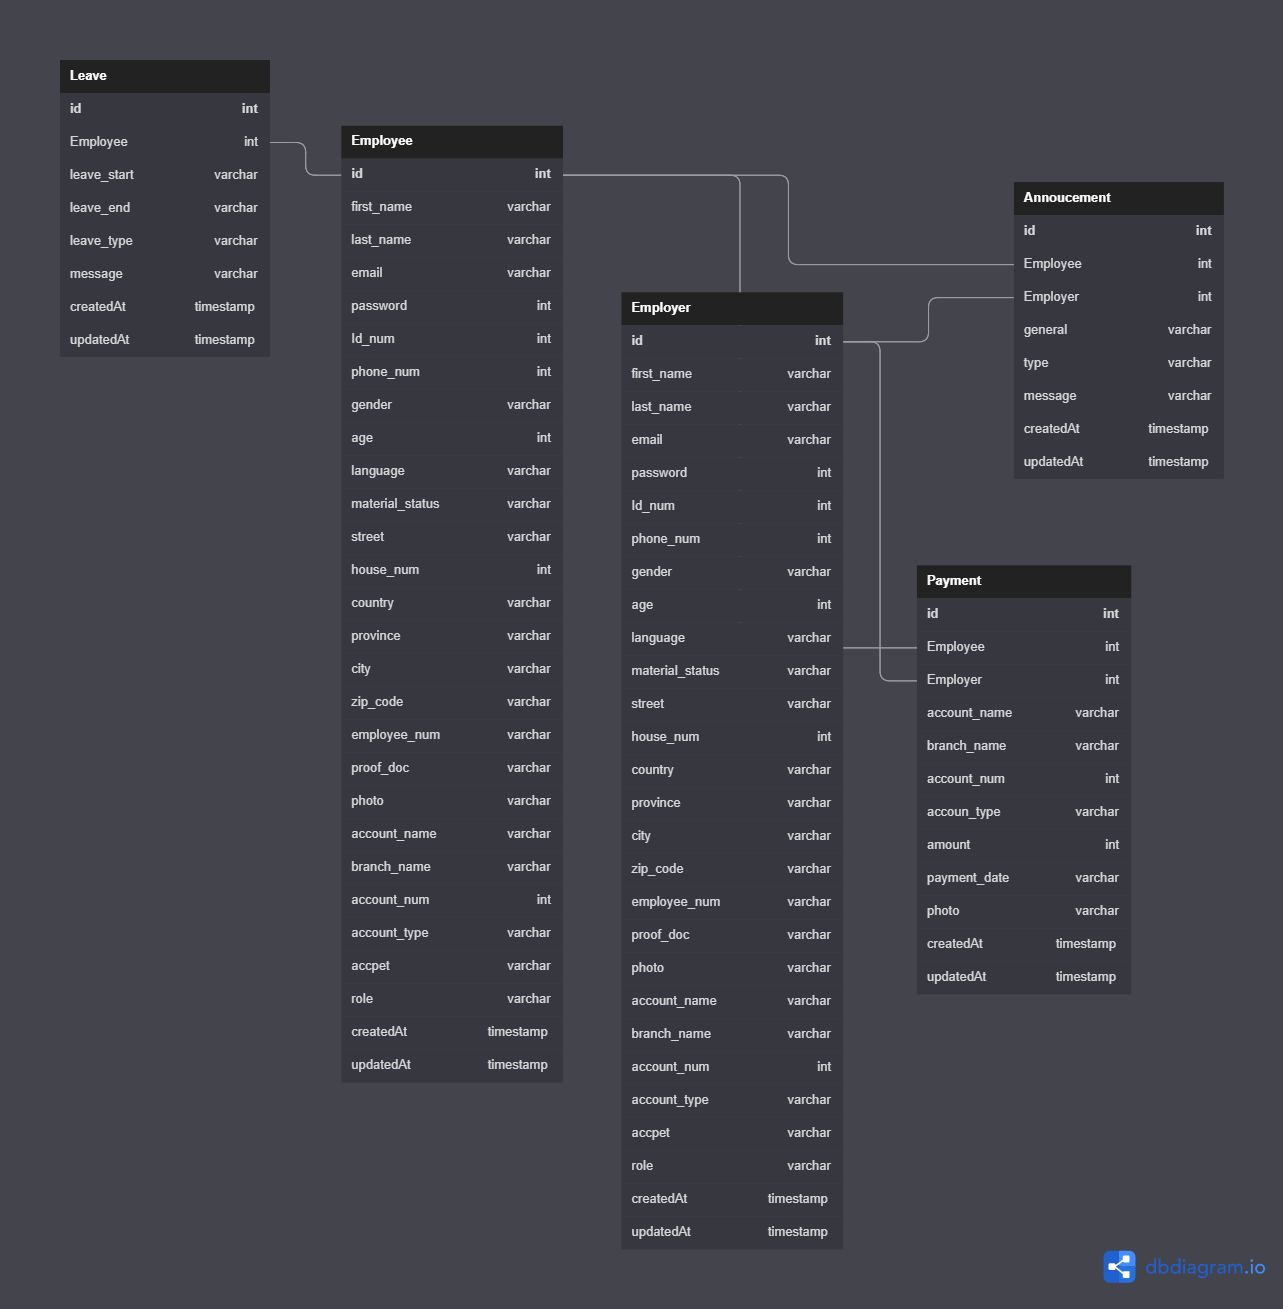 Leave
id int
Employee int
leave_start varchar
leave_end varchar
leave_type varchar
message varchar
createdAt timestamp
updatedAt timestamp
Employee
id int
first_name varchar
last_name varchar
email varchar
password int
Id_num int
phone_num int
gender varchar
age int
language varchar
material_status varchar
street varchar
house_num int
country varchar
province varchar
city varchar
zip_code varchar
employee_num varchar
proof_doc varchar
photo varchar
account_name varchar
branch_name varchar
account_num int
account_type varchar
accpet varchar
role varchar
createdAt timestamp
updatedAt timestamp
Employer
id int
first_name varchar
last_name varchar
email varchar
password int
Id_num int
phone_num int
gender varchar
age int
language varchar
material_status varchar
street varchar
house_num int
country varchar
province varchar
city varchar
zip_code varchar
employee_num varchar
proof_doc varchar
photo varchar
account_name varchar
branch_name varchar
account_num int
account_type varchar
accpet varchar
role varchar
createdAt timestamp
updatedAt timestamp
Annoucement
id int
Employee int
Employer int
general varchar
type varchar
message varchar
createdAt timestamp
updatedAt timestamp
Payment
id int
Employee int
Employer int
account_name varchar
branch_name varchar
account_num int
accoun_type varchar
amount int
payment_date varchar
photo varchar
createdAt timestamp
updatedAt timestamp
dbdiagram.io